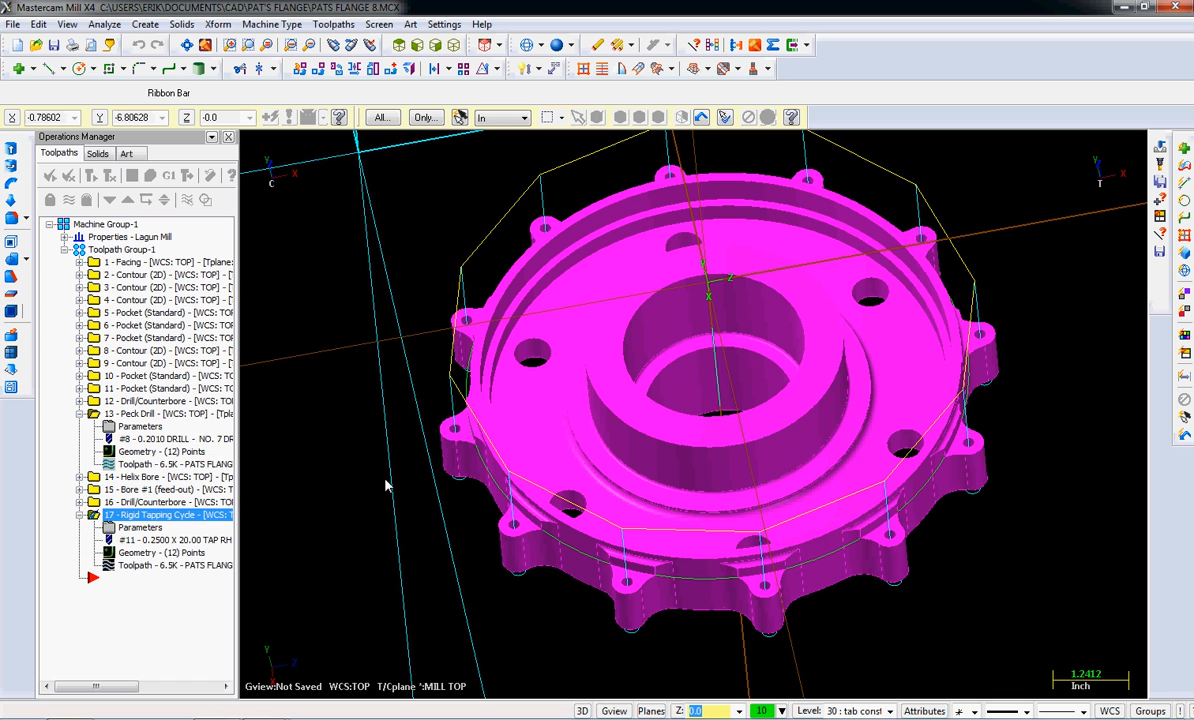 Mastercam Mill X4 C:\USERS\ERIK\DOCUMENTS\CAD\PAT'S FLANGE\PATS FLANGE 8.MCX
File Edit View Analyze Create Solids Xform Machine Type Toolpaths Screen Art Settings Help
Ribbon Bar
X -0.78602 Y -6.80628 Z -0.0 All... Only... In
Operations Manager
Toolpaths Solids Art
G1
Machine Group-1
Properties - Lagun Mill
Toolpath Group-1
1 - Facing - [WCS: TOP] - [Tplane:
2 - Contour (2D) - [WCS: TOP] - [T
3 - Contour (2D) - [WCS: TOP] - [T
4 - Contour (2D) - [WCS: TOP] - [T
5 - Pocket (Standard) - [WCS: TOP
6 - Pocket (Standard) - [WCS: TOP
7 - Pocket (Standard) - [WCS: TOP
8 - Contour (2D) - [WCS: TOP] - [T
9 - Contour (2D) - [WCS: TOP] - [T
10 - Pocket (Standard) - [WCS: TO
11 - Pocket (Standard) - [WCS: TO
12 - Drill/Counterbore - [WCS: TOP
13 - Peck Drill - [WCS: TOP] - [Tpla
Parameters
#8 - 0.2010 DRILL - NO. 7 DR
Geometry - (12) Points
Toolpath - 6.5K - PATS FLANG
14 - Helix Bore - [WCS: TOP] - [Tp
15 - Bore #1 (feed-out) - [WCS: T
16 - Drill/Counterbore - [WCS: TOP
17 - Rigid Tapping Cycle - [WCS: T
Parameters
#11 - 0.2500 X 20.00 TAP RH
Geometry - (12) Points
Toolpath - 6.5K - PATS FLANG
Y X C
Y X T
Z X
Y Z
Gview:Not Saved WCS:TOP T/Cplane *:MILL TOP
1.2412
Inch
3D Gview Planes Z: 0.0 10 Level: 30 : tab const Attributes WCS Groups